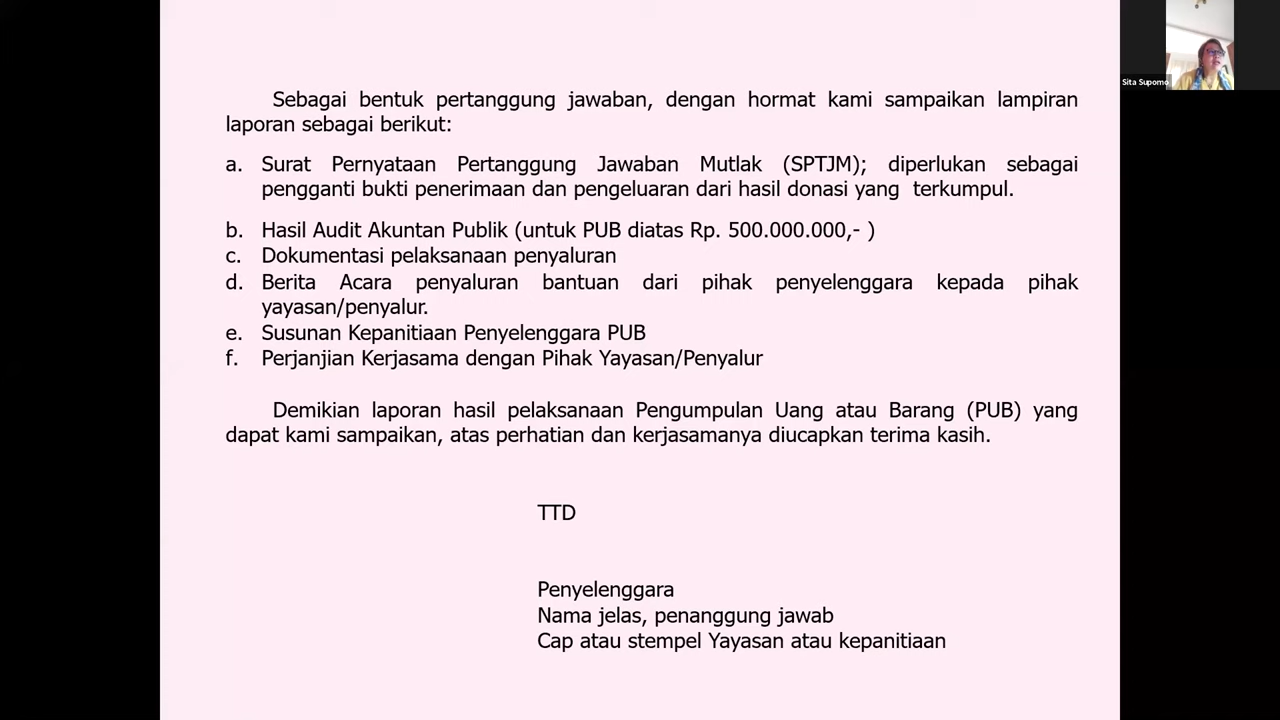 Sebagai bentuk pertanggung jawaban, dengan hormat kami sampaikan lampiran
laporan sebagai berikut:
a. Surat Pernyataan Pertanggung Jawaban Mutlak (SPTJM); diperlukan sebagai
pengganti bukti penerimaan dan pengeluaran dari hasil donasi yang terkumpul.
b. Hasil Audit Akuntan Publik (untuk PUB diatas Rp. 500.000.000,- )
c. Dokumentasi pelaksanaan penyaluran
d. Berita Acara penyaluran bantuan dari pihak penyelenggara kepada pihak
yayasan/penyalur.
e. Susunan Kepanitiaan Penyelenggara PUB
f. Perjanjian Kerjasama dengan Pihak Yayasan/Penyalur
Demikian laporan hasil pelaksanaan Pengumpulan Uang atau Barang (PUB) yang
dapat kami sampaikan, atas perhatian dan kerjasamanya diucapkan terima kasih.
TTD
Penyelenggara
Nama jelas, penanggung jawab
Cap atau stempel Yayasan atau kepanitiaan
Sita Supomo